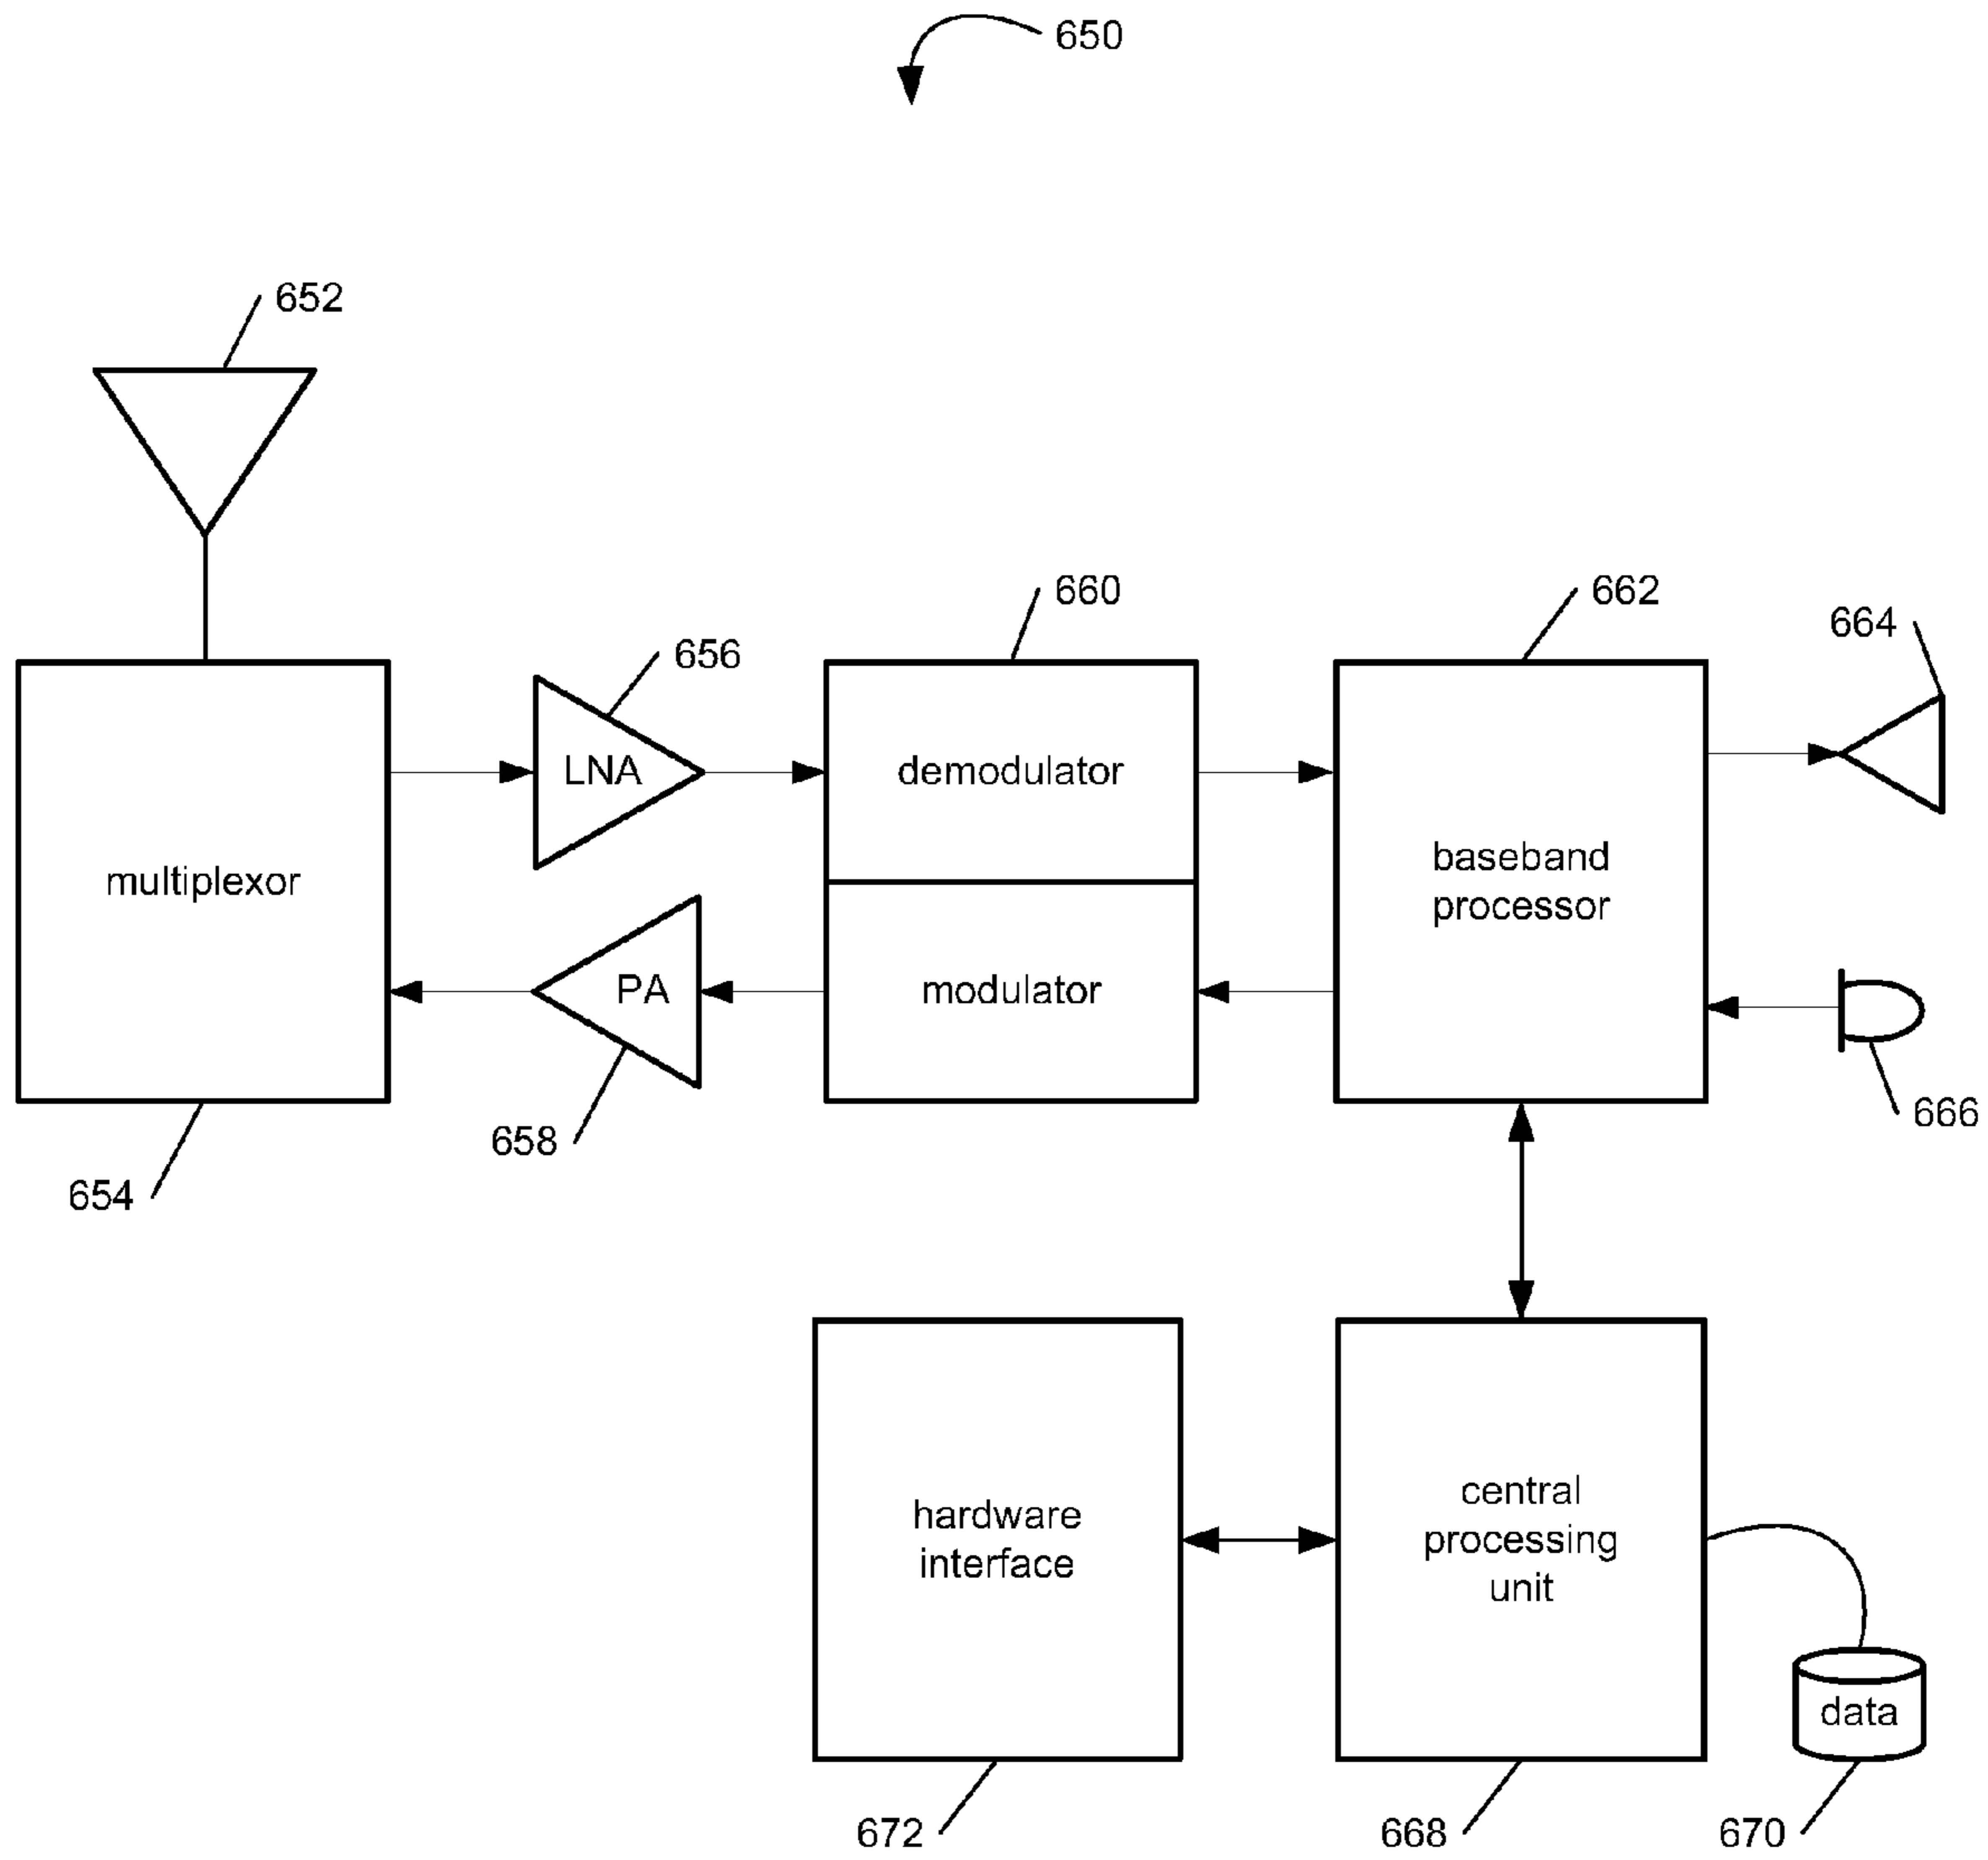 650
652
660
662
664
656
LNA
demodulator
baseband
processor
multiplexor
PA
modulator
658
666
654
hardware
interface
central
processing
unit
data
672
668
670